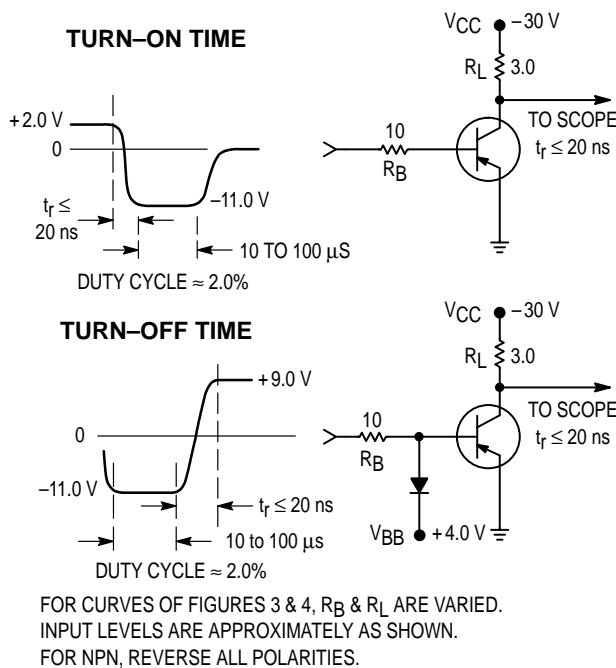 TURN–ON TIME
+2.0 V
0
–11.0 V
tr ≤
20 ns
10 TO 100 μS
DUTY CYCLE ≈ 2.0%
VCC –30 V
RL 3.0
TO SCOPE
tr ≤ 20 ns
10
RB
TURN–OFF TIME
+9.0 V
0
–11.0 V
tr ≤ 20 ns
10 to 100 μs
DUTY CYCLE ≈ 2.0%
VCC –30 V
RL 3.0
TO SCOPE
tr ≤ 20 ns
10
RB
VBB +4.0 V
FOR CURVES OF FIGURES 3 & 4, RB & RL ARE VARIED.
INPUT LEVELS ARE APPROXIMATELY AS SHOWN.
FOR NPN, REVERSE ALL POLARITIES.